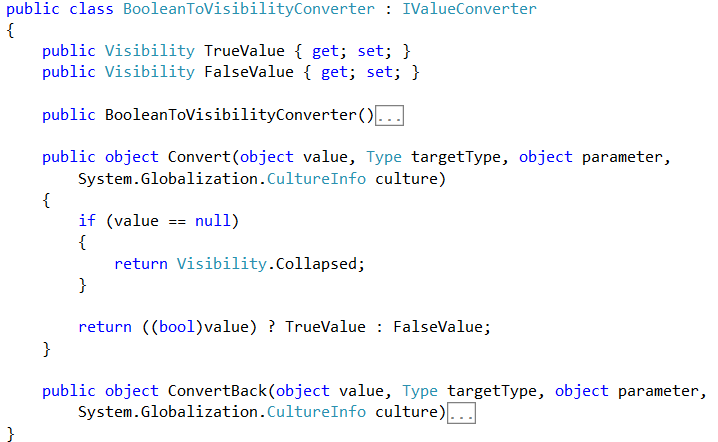 public class BooleanToVisibilityConverter : IValueConverter
{
    public Visibility TrueValue { get; set; }
    public Visibility FalseValue { get; set; }

    public BooleanToVisibilityConverter()...

    public object Convert(object value, Type targetType, object parameter,
        System.Globalization.CultureInfo culture)
    {
        if (value == null)
        {
            return Visibility.Collapsed;
        }

        return ((bool)value) ? TrueValue : FalseValue;
    }

    public object ConvertBack(object value, Type targetType, object parameter,
        System.Globalization.CultureInfo culture)...
}